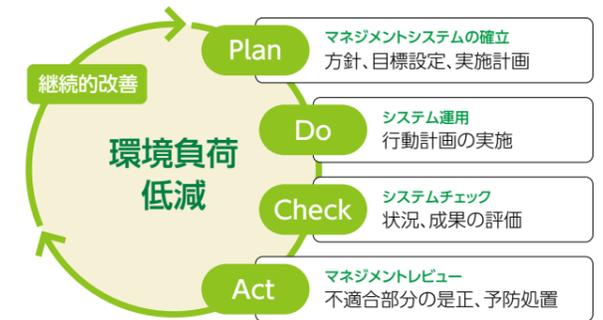 継続的改善
環境負荷
低減
Plan
マネジメントシステムの確立
方針、目標設定、実施計画
Do
システム運用
行動計画の実施
Check
システムチェック
状況、成果の評価
Act
マネジメントレビュー
不適合部分の是正、予防処置